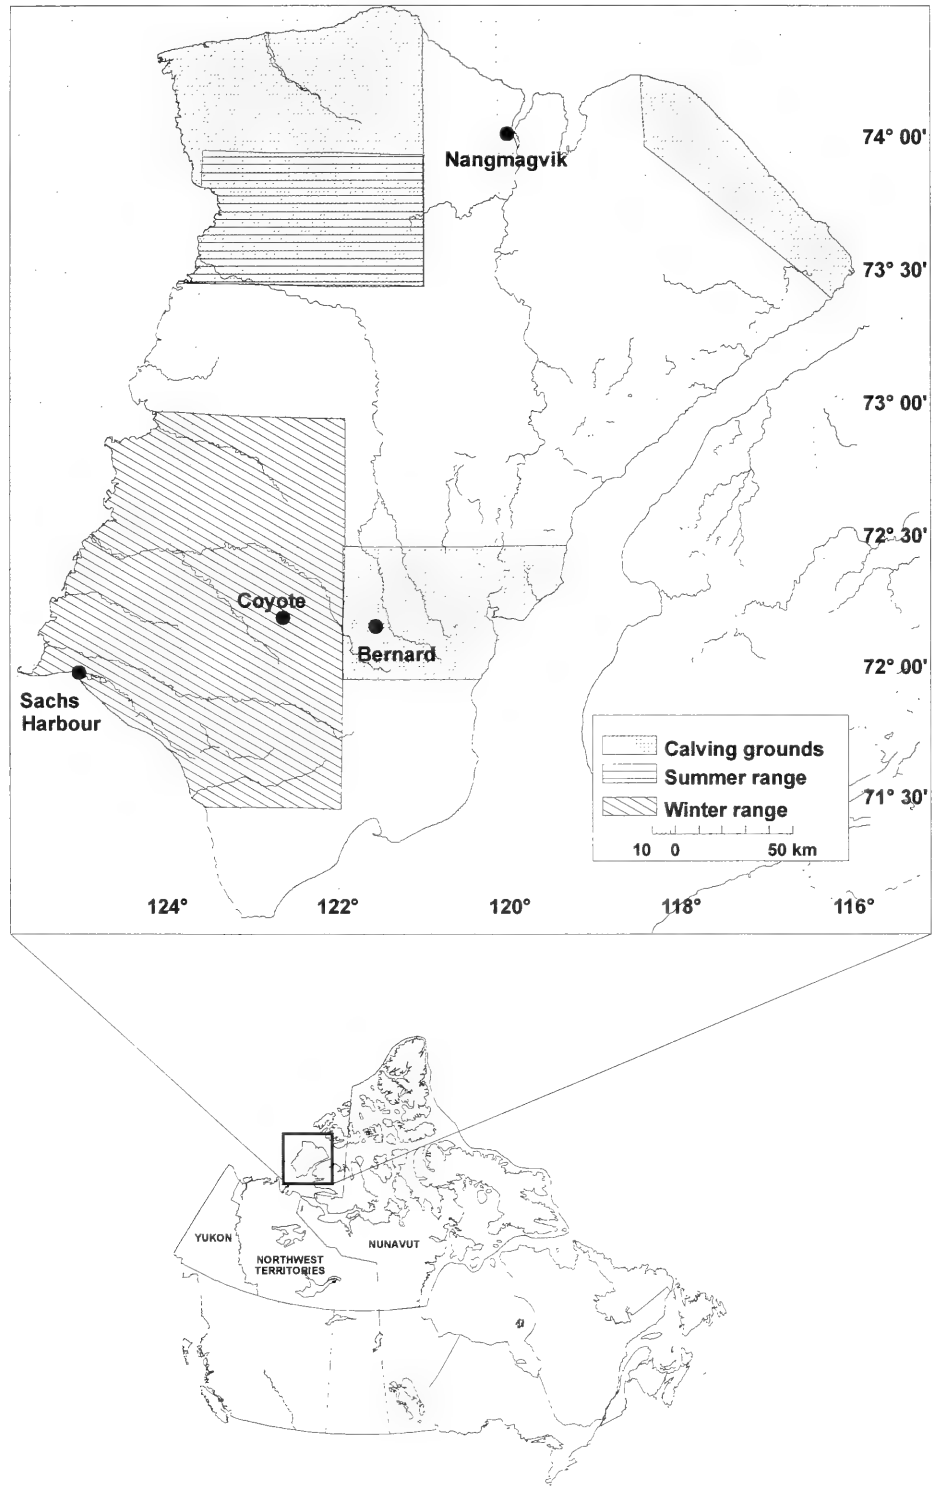 74° 00'
Nangmagvik
73° 30'
73° 00'
72° 30'
Coyote
Bernard
72° 00'
Sachs
Harbour
Calving grounds
Summer range
71° 30'
Winter range
10 0 50 km
124° 122° 120° 118° 116°
YUKON
NUNAVUT
NORTHWEST
TERRITORIES